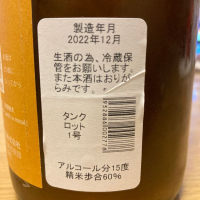 製造年月
2022年12月
生酒の為、冷蔵保
管をお願いします。
また本酒はおりが
らみです。
タンク
ロット
1号
アルコール分15度
精米歩合60%